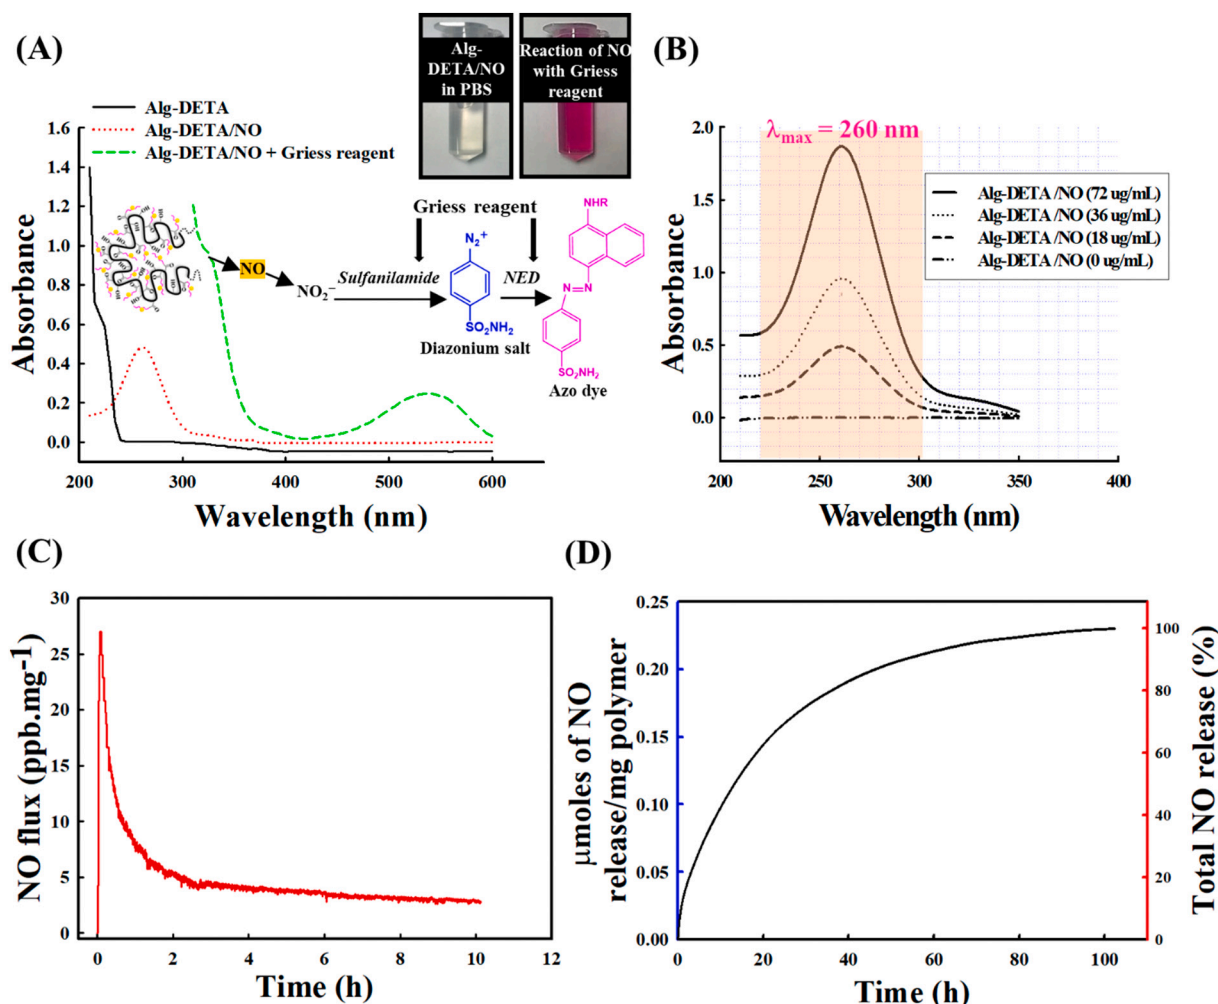 (A)
Alg-
DETA/NO
in PBS
Reaction of NO
with Griess
reagent
Alg-DETA
Alg-DETA/NO
Alg-DETA/NO + Griess reagent
1.6
1.4
1.2
1.0
0.8
0.6
0.4
0.2
0.0
Absorbance
200
300
400
500
600
Wavelength (nm)
NO
NO2−
Sulfanilamide
Griess reagent
N2+
SO2NH2
Diazonium salt
NED
NHR
N
N
SO2NH2
Azo dye
(B)
λmax = 260 nm
2.0
1.5
1.0
0.5
0.0
Absorbance
Alg-DETA/NO (72 ug/mL)
Alg-DETA/NO (36 ug/mL)
Alg-DETA/NO (18 ug/mL)
Alg-DETA/NO (0 ug/mL)
200
250
300
350
400
Wavelength (nm)
(C)
30
25
20
15
10
5
0
NO flux (ppb.mg-1)
0
2
4
6
8
10
12
Time (h)
(D)
0.25
0.20
0.15
0.10
0.05
0.00
μmoles of NO
release/mg polymer
0
20
40
60
80
100
Time (h)
100
80
60
40
20
0
Total NO release (%)